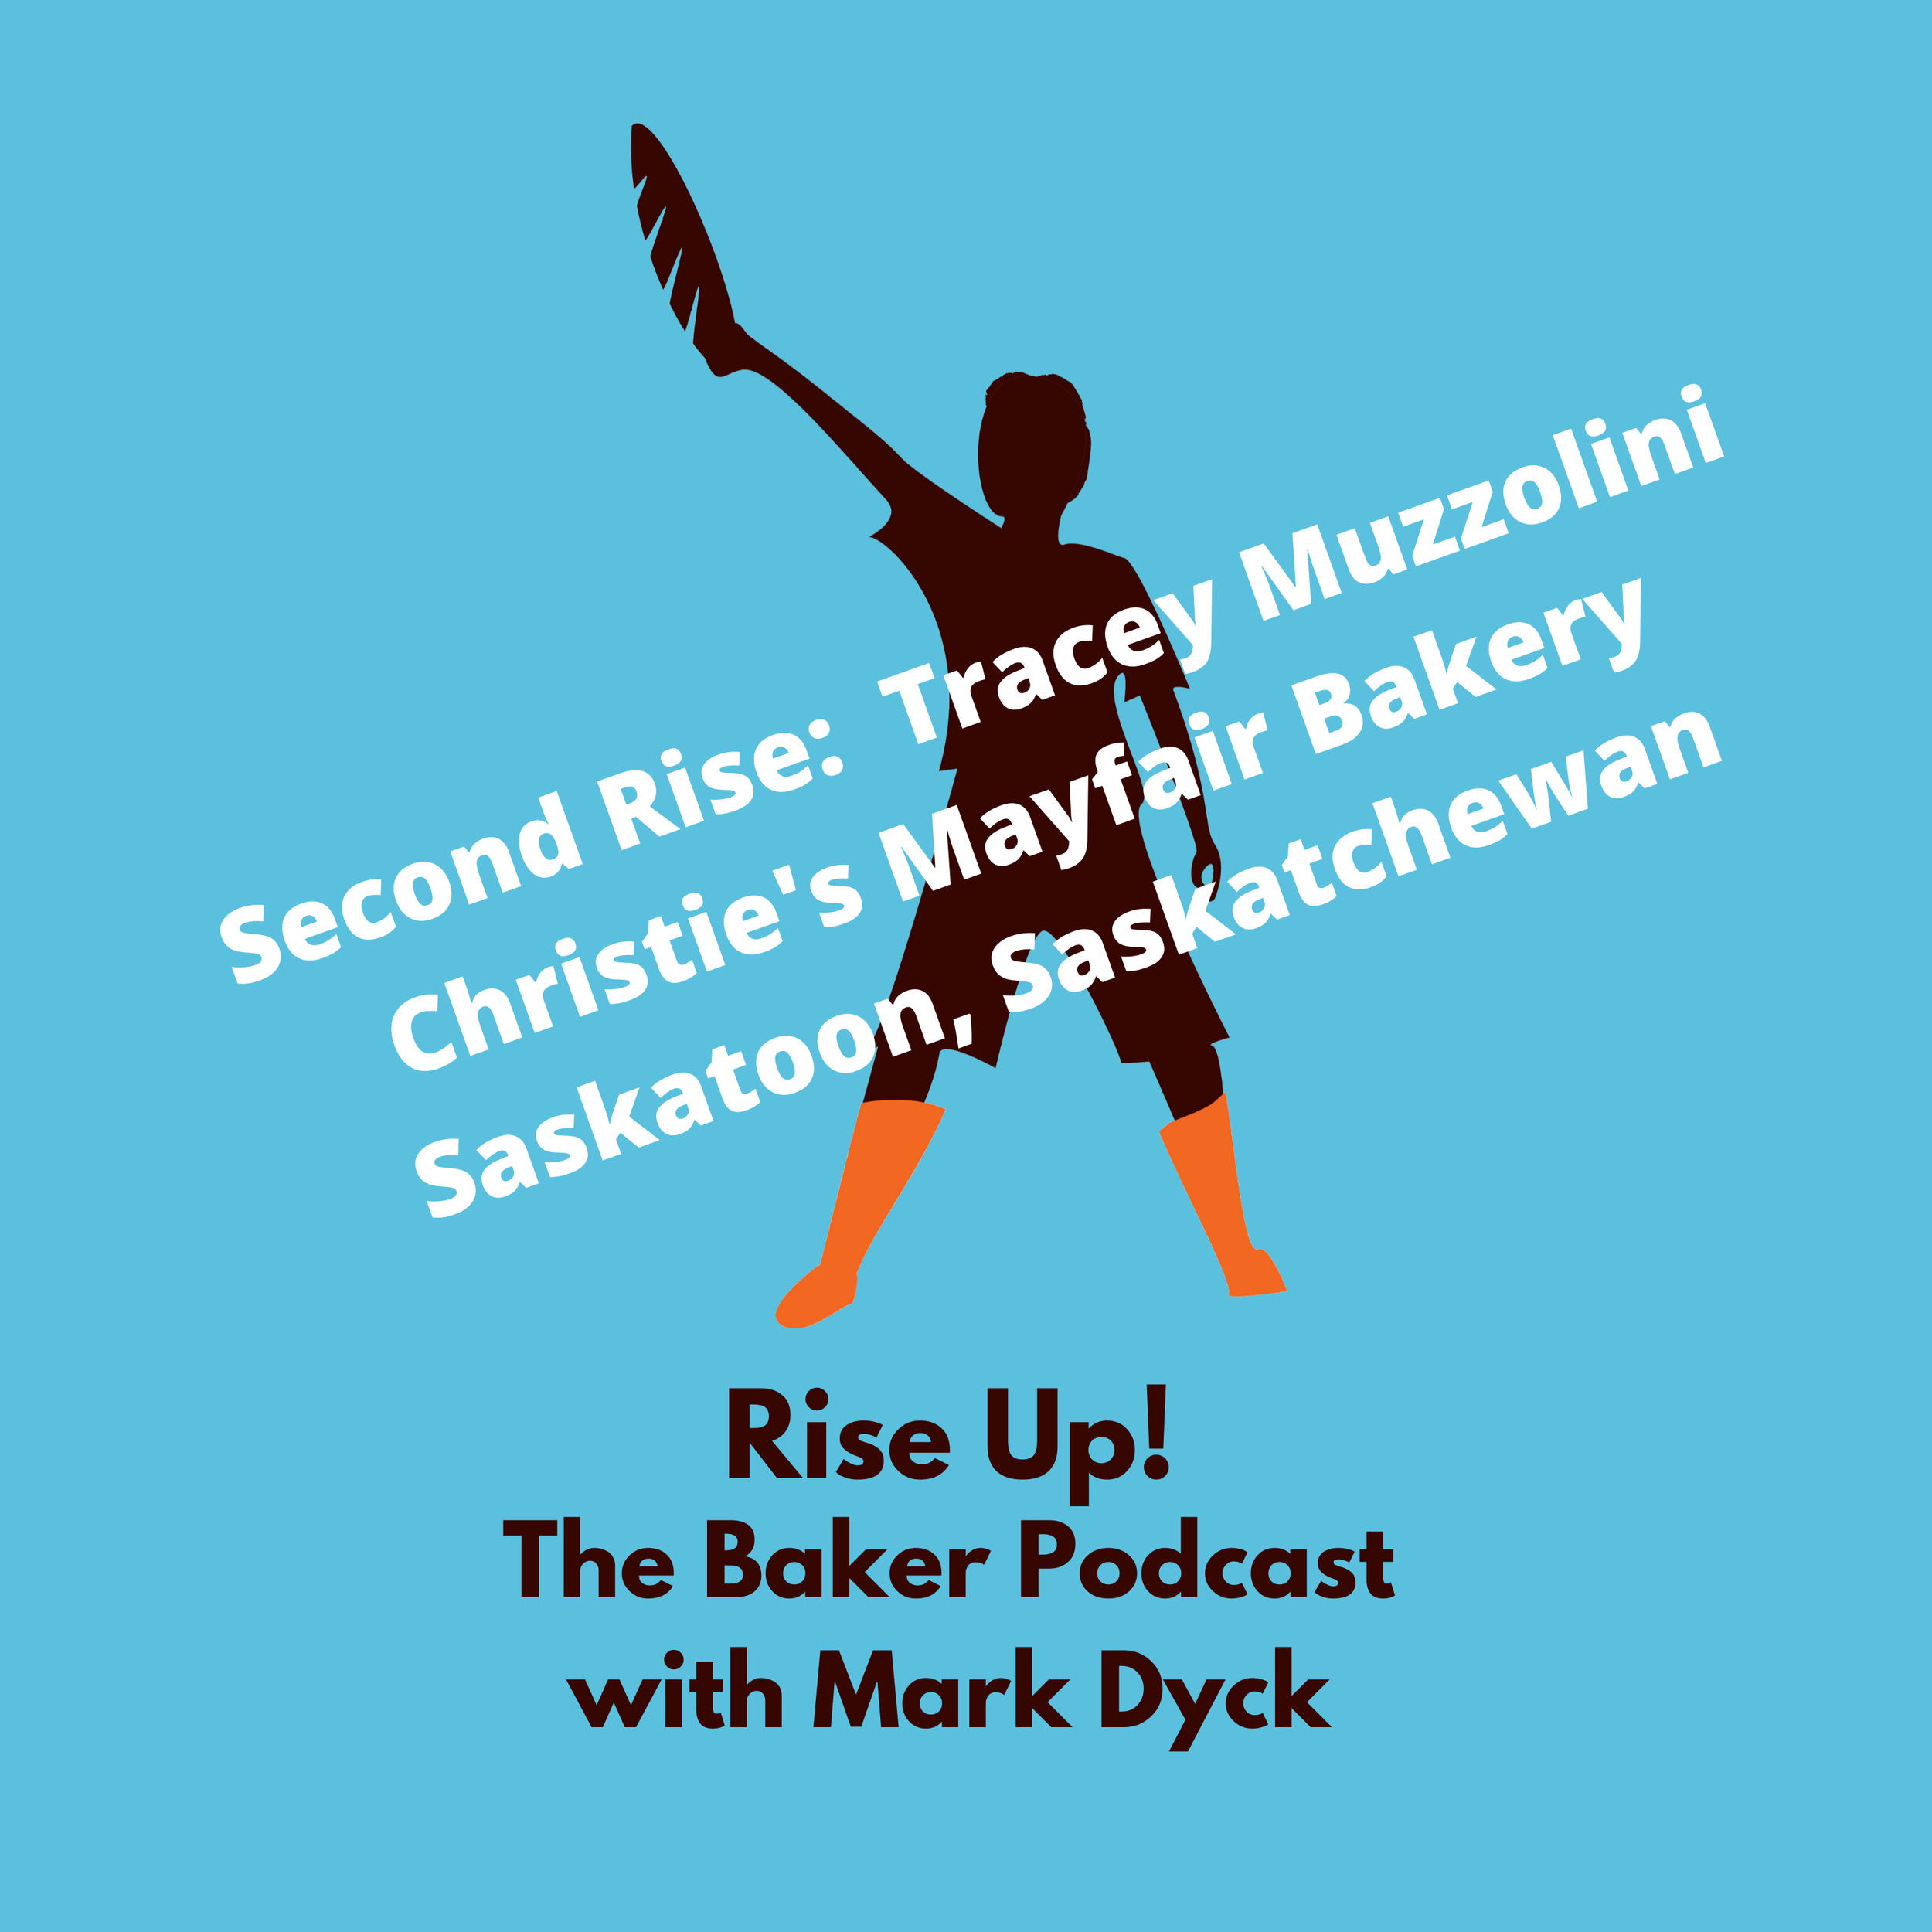 Second Rise: Tracey Muzzolini
Christie's Mayfair Bakery
Saskatoon, Saskatchewan
Rise Up!
The Baker Podcast
with Mark Dyck